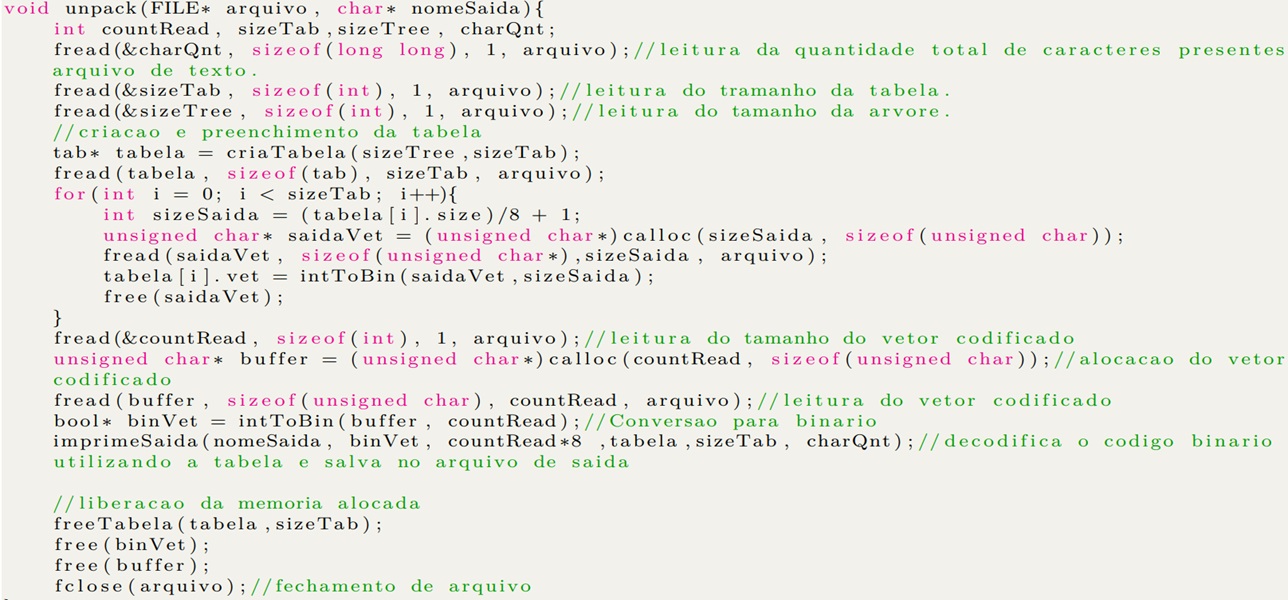 void unpack(FILE* arquivo, char* nomeSaida){
int countRead, sizeTab,sizeTree, charQnt;
fread(&charQnt, sizeof(long long), 1, arquivo);//leitura da quantidade total de caracteres presentes
arquivo de texto.
fread(&sizeTab, sizeof(int), 1, arquivo);//leitura do tramanho da tabela.
fread(&sizeTree, sizeof(int), 1, arquivo);//leitura do tamanho da arvore.
//criacao e preenchimento da tabela
tab* tabela = criaTabela(sizeTree,sizeTab);
fread(tabela, sizeof(tab), sizeTab, arquivo);
for(int i = 0; i < sizeTab; i++){
int sizeSaida = (tabela[i].size)/8 + 1;
unsigned char* saidaVet = (unsigned char*)calloc(sizeSaida, sizeof(unsigned char));
fread(saidaVet, sizeof(unsigned char*),sizeSaida, arquivo);
tabela[i].vet = intToBin(saidaVet,sizeSaida);
free(saidaVet);
}
fread(&countRead, sizeof(int), 1, arquivo);//leitura do tamanho do vetor codificado
unsigned char* buffer = (unsigned char*)calloc(countRead, sizeof(unsigned char));//alocacao do vetor
codificado
fread(buffer, sizeof(unsigned char), countRead, arquivo);//leitura do vetor codificado
bool* binVet = intToBin(buffer, countRead);//Conversao para binario
imprimeSaida(nomeSaida, binVet, countRead*8 ,tabela,sizeTab, charQnt);//decodifica o codigo binario
utilizando a tabela e salva no arquivo de saida
//liberacao da memoria alocada
freeTabela(tabela,sizeTab);
free(binVet);
free(buffer);
fclose(arquivo);//fechamento de arquivo